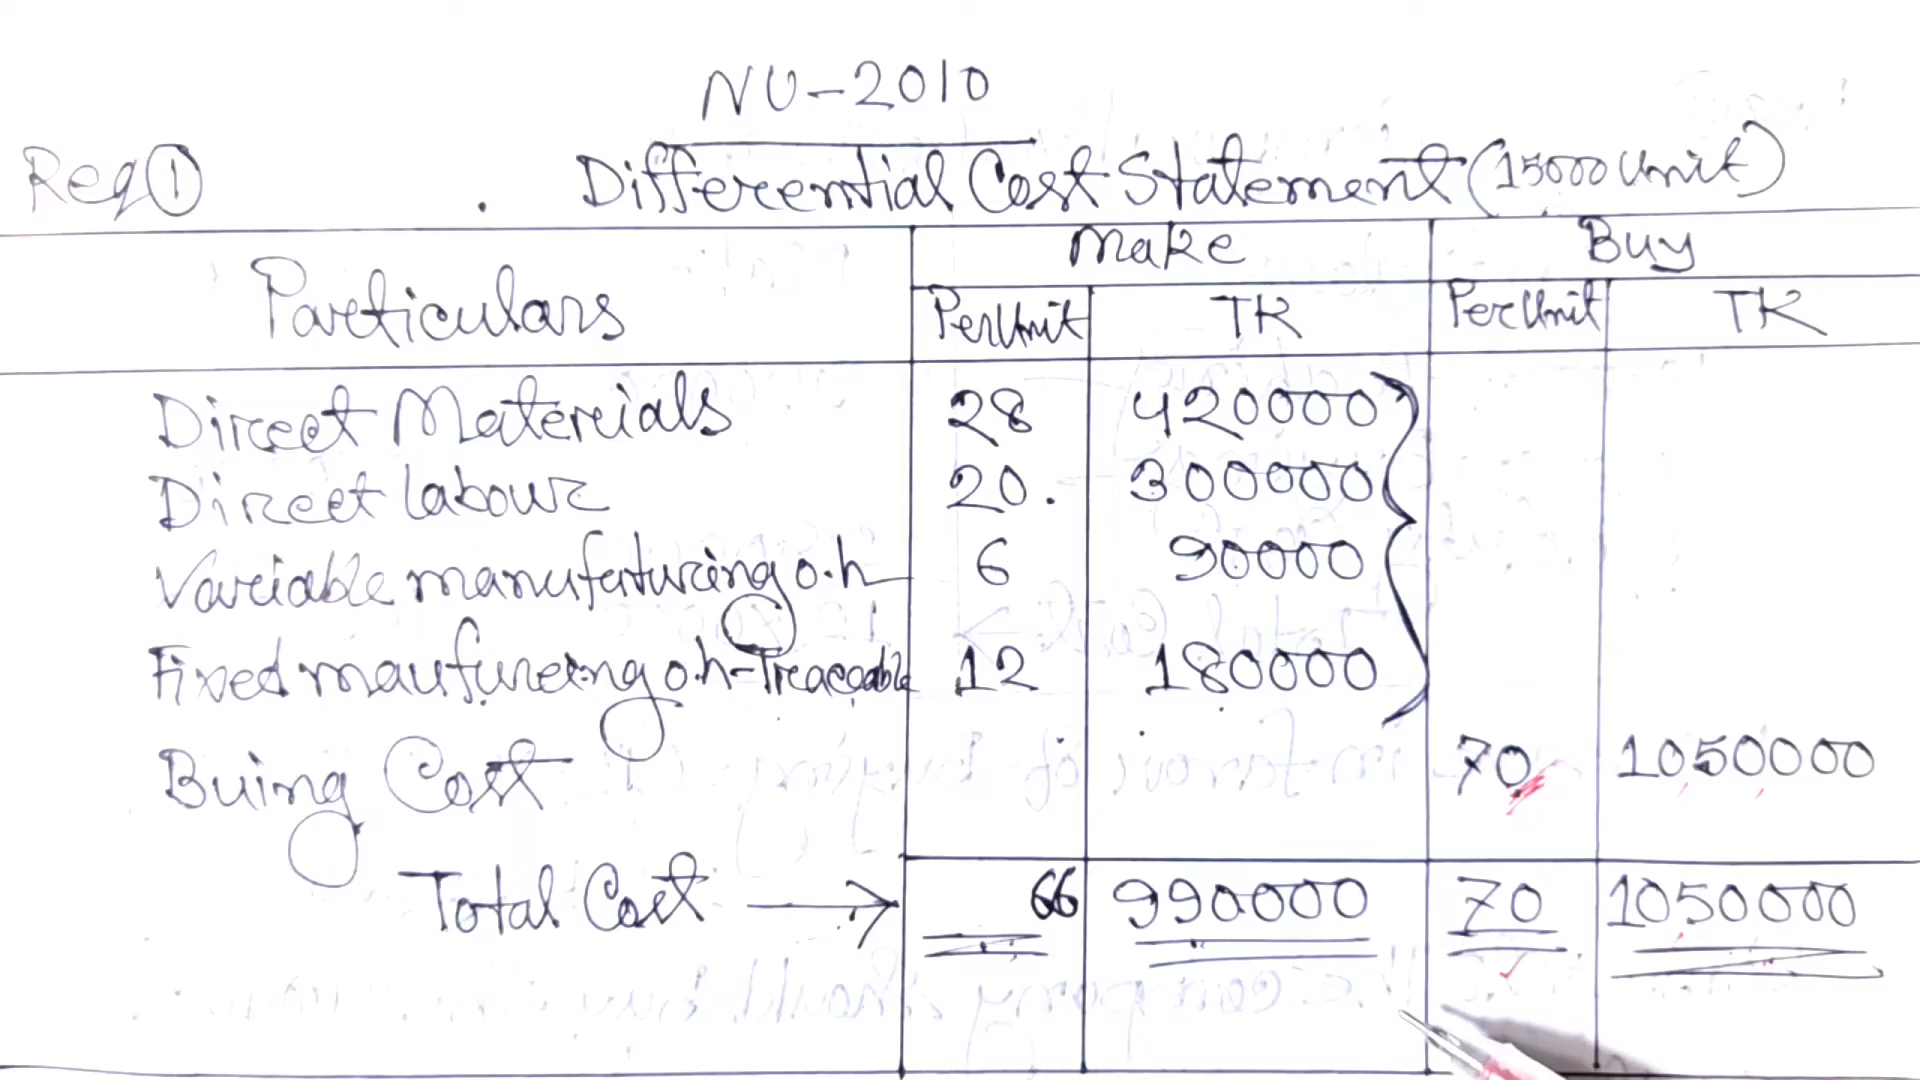 NU-2010
Req ① . Differential Cost Statement (15000 Unit)
Particulars Make Buy
Per Unit TK Per Unit TK
Direct Materials 28 420000
Direct labour 20. 300000
Variable manufacturing o.h 6 90000
Fixed maufurcing o.h-Traceable 12 180000
Buing Cost 70 1050000
Total Cost → 66 990000 70 1050000